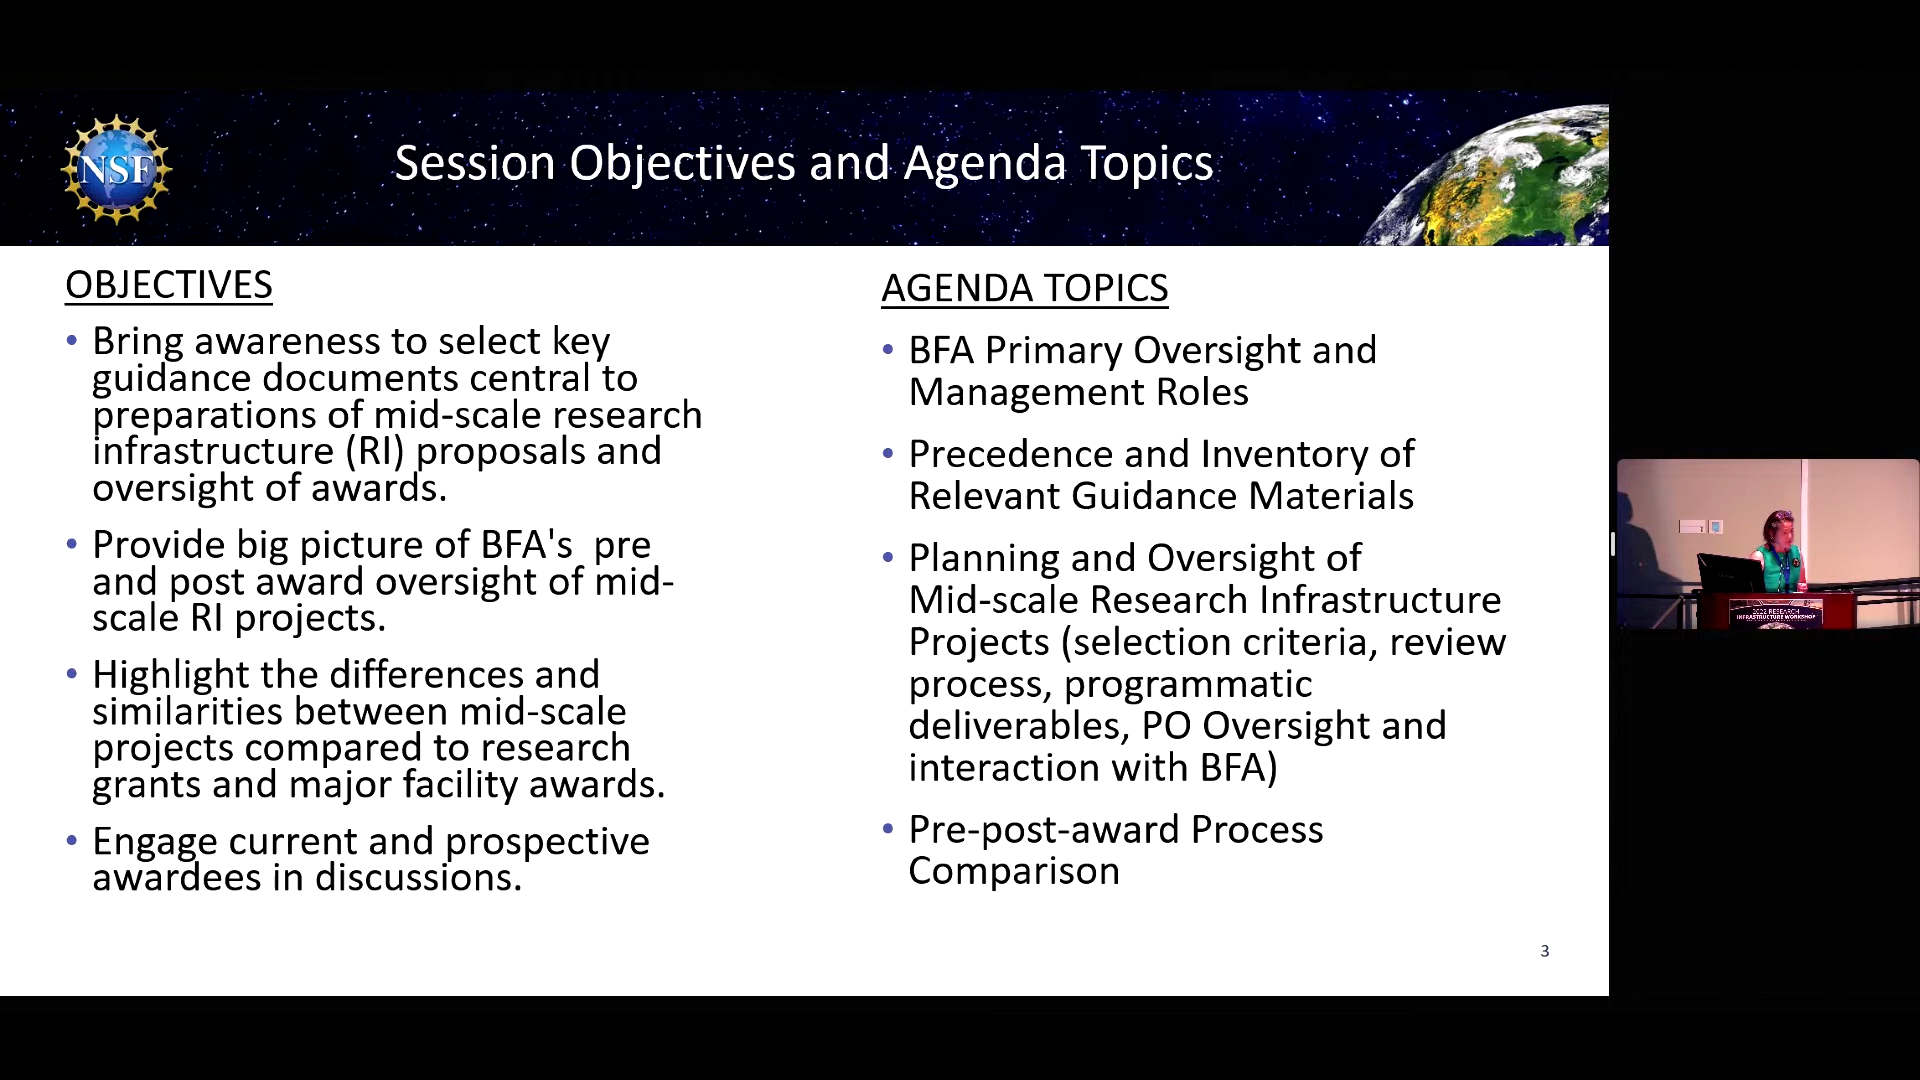 NSF
Session Objectives and Agenda Topics
OBJECTIVES
• Bring awareness to select key
guidance documents central to
preparations of mid-scale research
infrastructure (RI) proposals and
oversight of awards.
• Provide big picture of BFA's  pre
and post award oversight of mid-
scale RI projects.
• Highlight the differences and
similarities between mid-scale
projects compared to research
grants and major facility awards.
• Engage current and prospective
awardees in discussions.
AGENDA TOPICS
• BFA Primary Oversight and
Management Roles
• Precedence and Inventory of
Relevant Guidance Materials
• Planning and Oversight of
Mid-scale Research Infrastructure
Projects (selection criteria, review
process, programmatic
deliverables, PO Oversight and
interaction with BFA)
• Pre-post-award Process
Comparison
3
2022 RESEARCH
INFRASTRUCTURE WORKSHOP